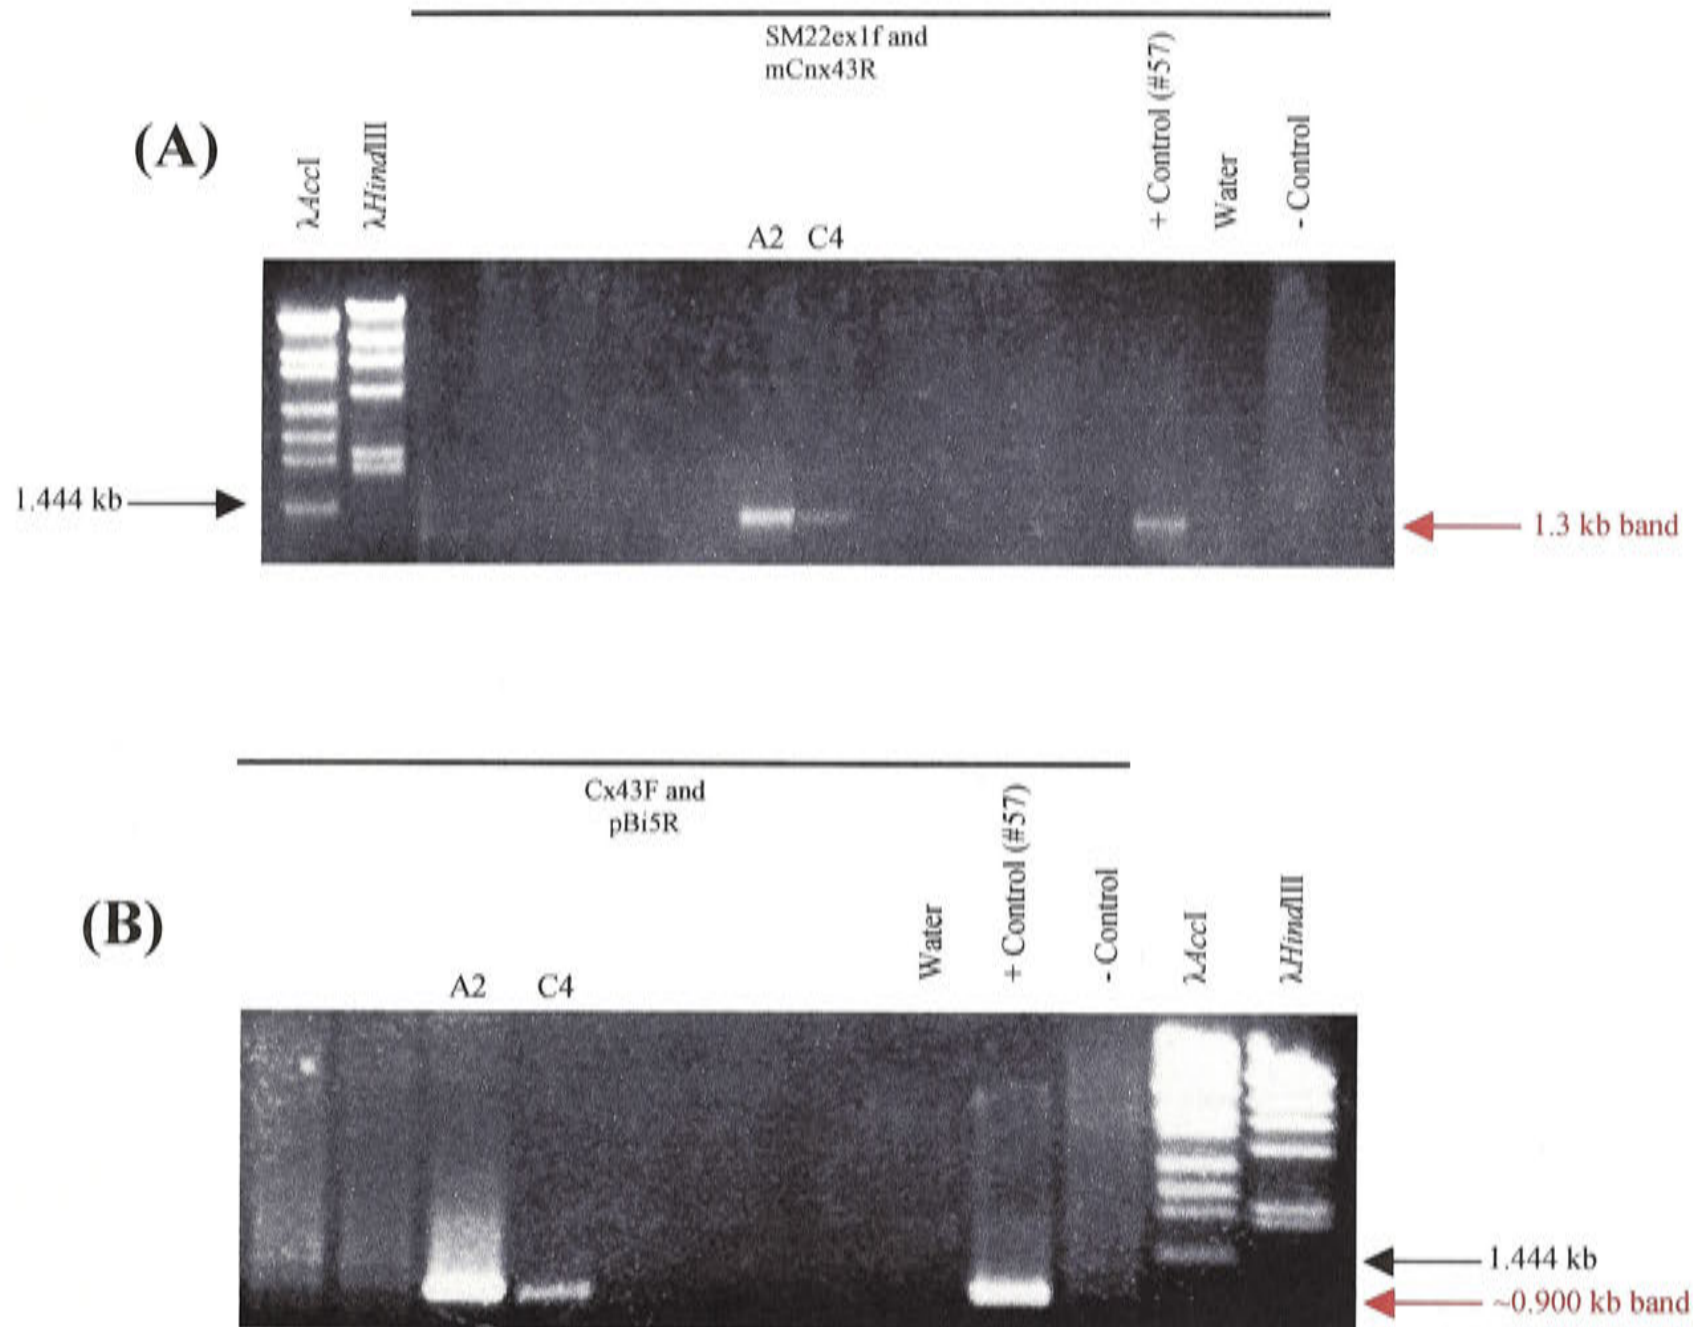 SM22ex1f and
mCnx43R
(A)
λAccI
λHindIII
+ Control (#57)
Water
- Control
A2 C4
1.444 kb
1.3 kb band
Cx43F and
pBi5R
(B)
Water
+ Control (#57)
- Control
λAccI
λHindIII
A2 C4
1.444 kb
~0.900 kb band